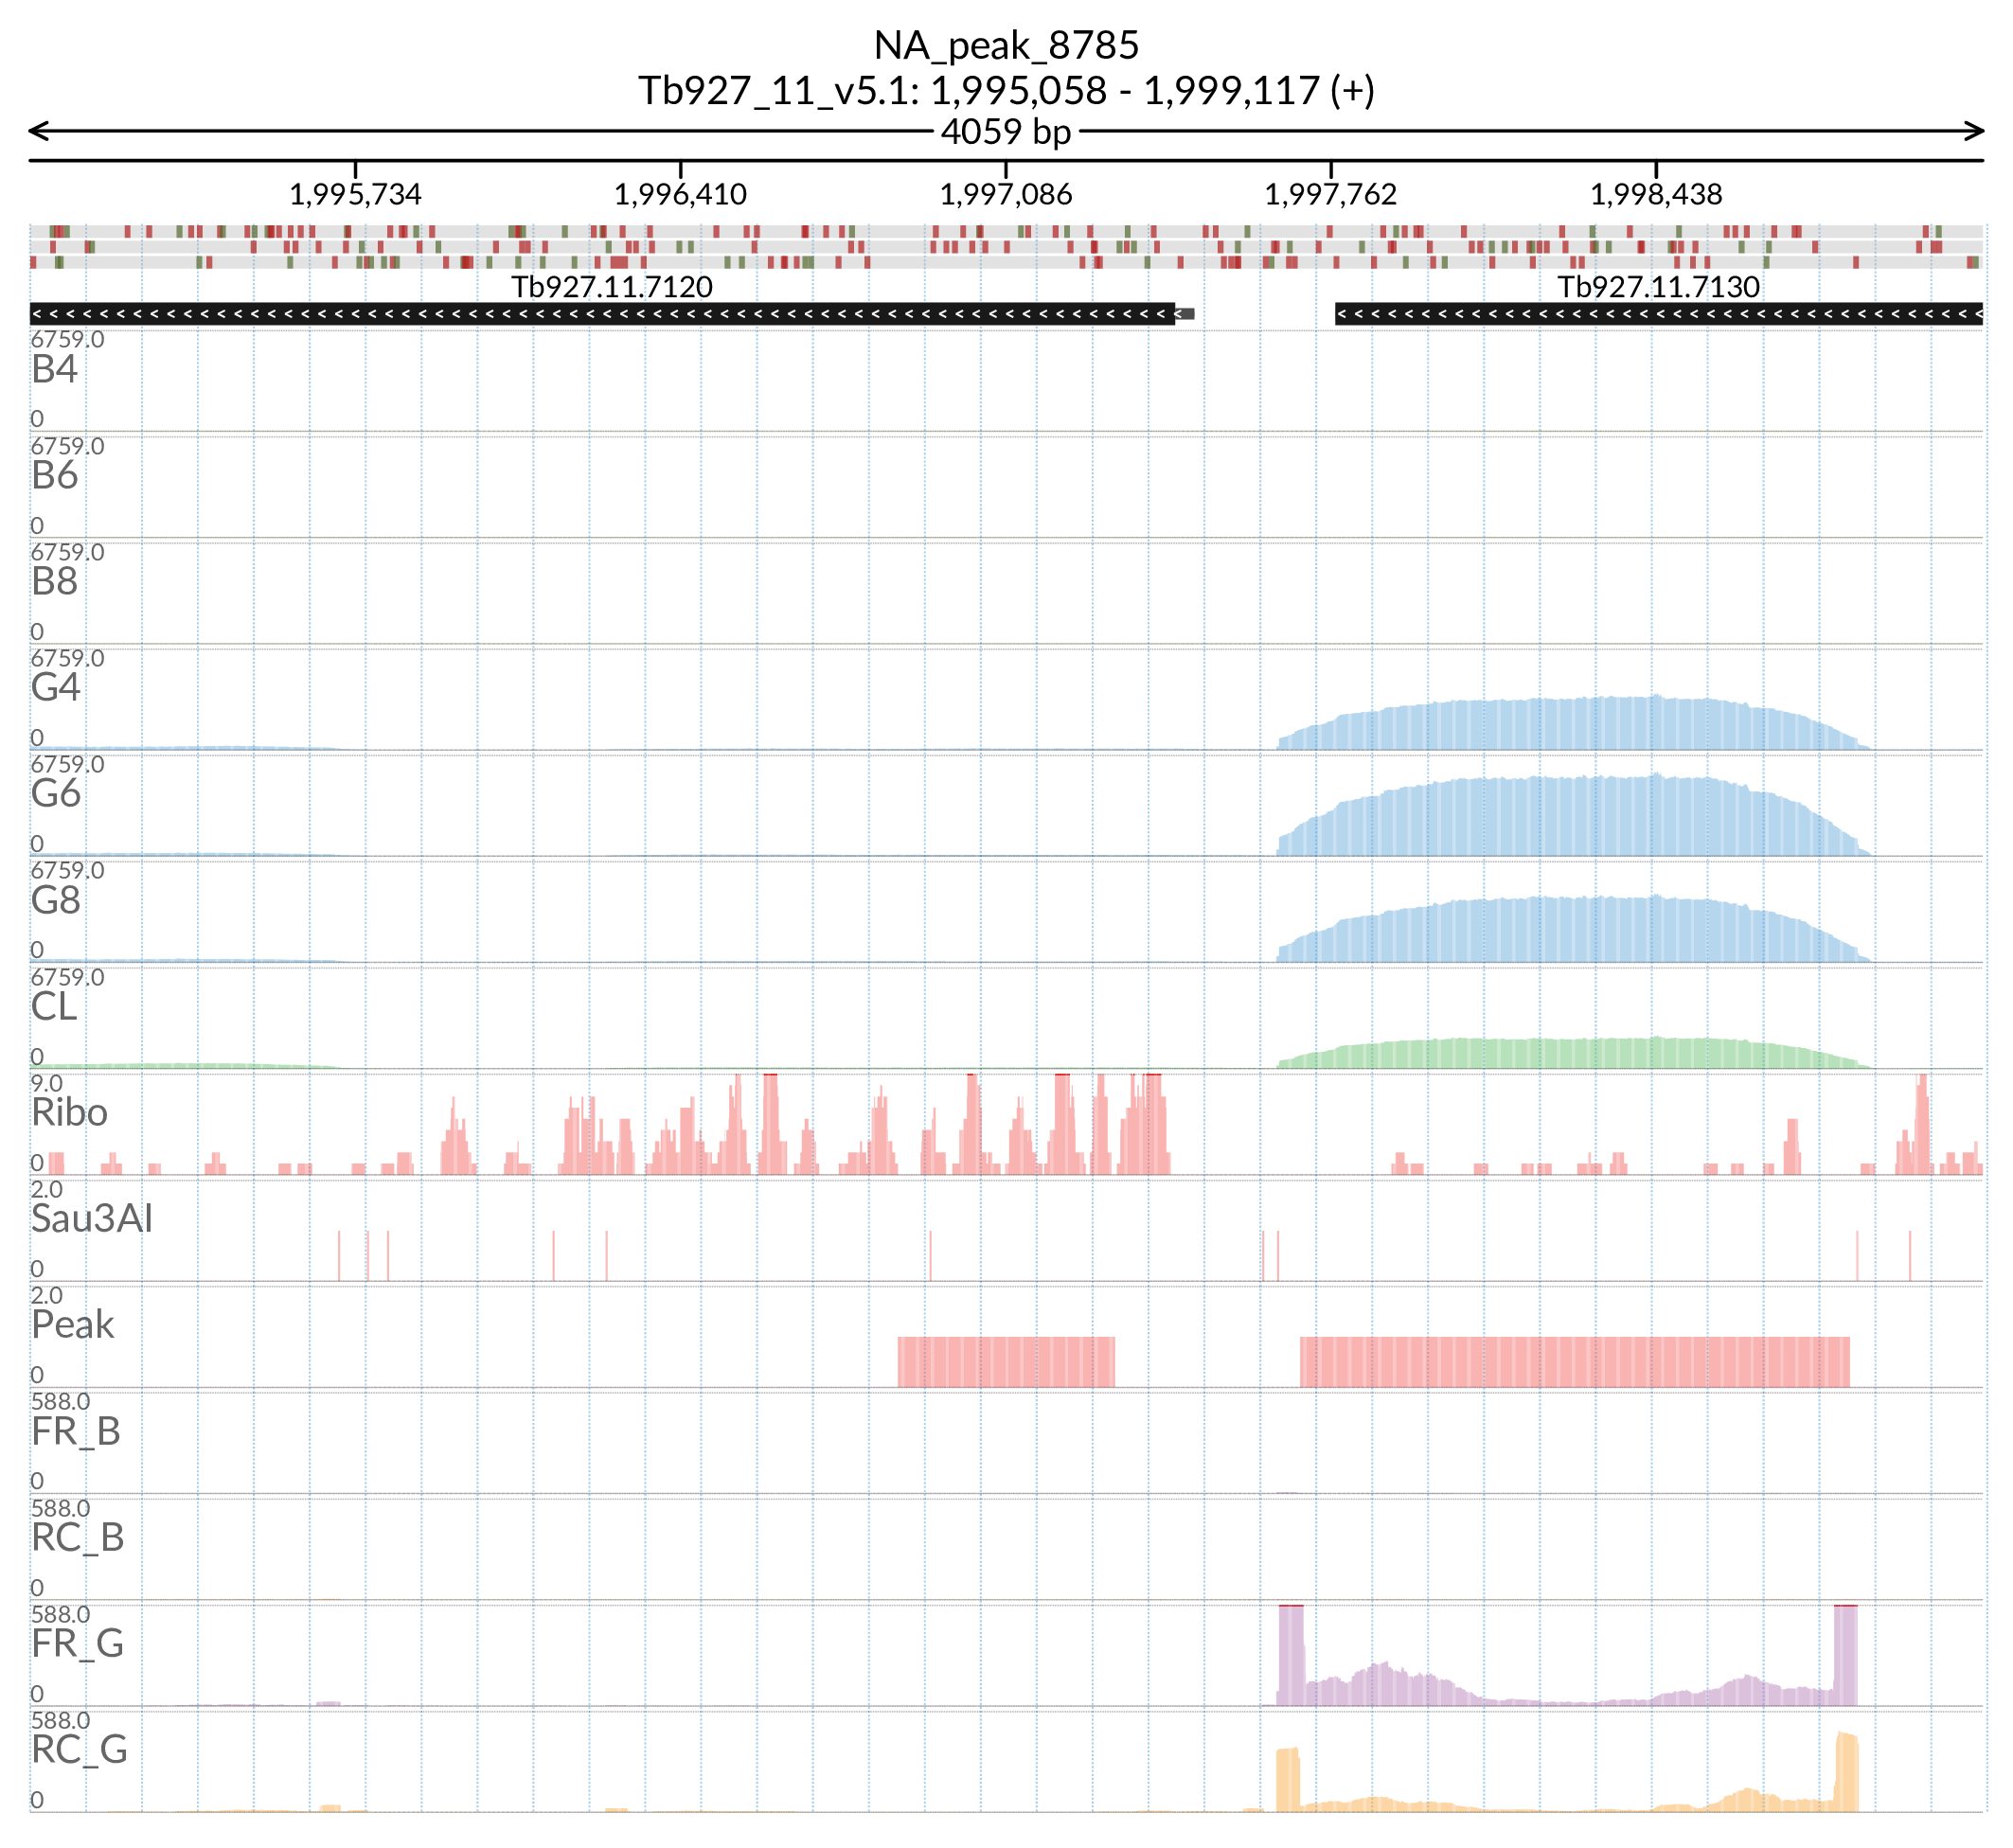 NA_peak_8785
Tb927_11_v5.1: 1,995,058 - 1,999,117 (+)
4059 bp
1,995,734 1,996,410 1,997,086 1,997,762 1,998,438
Tb927.11.7120 Tb927.11.7130
6759.0
B4
0
6759.0
B6
0
6759.0
B8
0
6759.0
G4
0
6759.0
G6
0
6759.0
G8
0
6759.0
CL
0
9.0
Ribo
0
2.0
Sau3AI
0
2.0
Peak
0
588.0
FR_B
0
588.0
RC_B
0
588.0
FR_G
0
588.0
RC_G
0